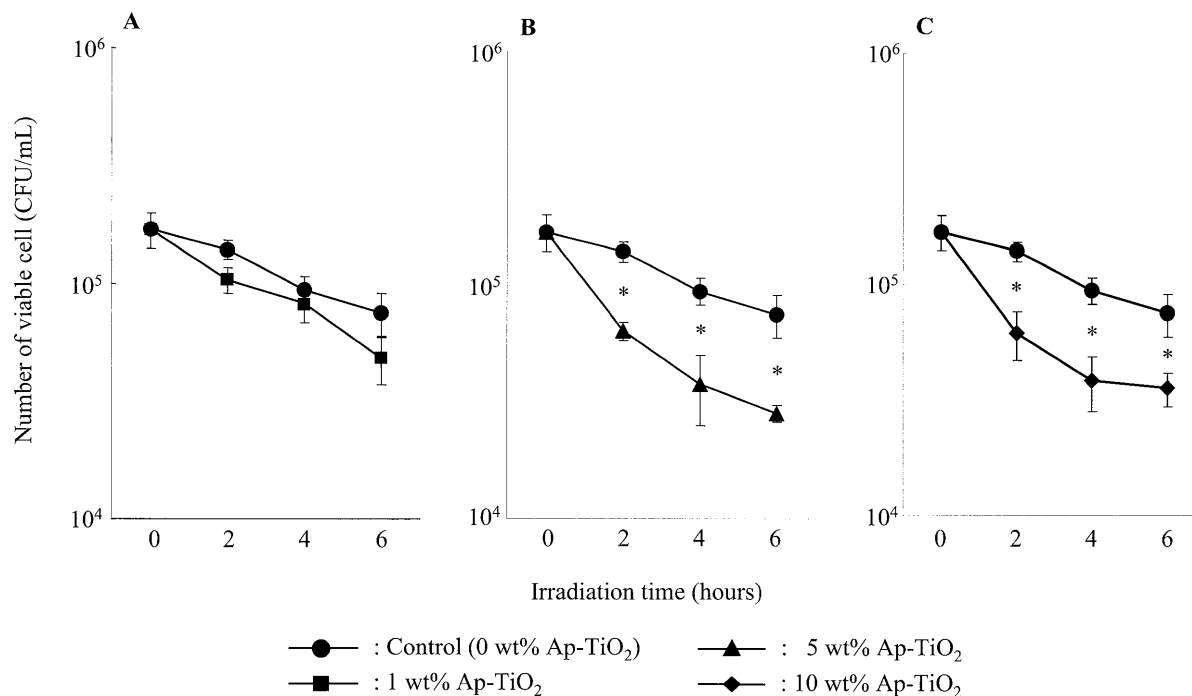 A
B
C
10⁶
10⁶
10⁶
10⁵
10⁵
10⁵
10⁴
10⁴
10⁴
* * *
* * *
0 2 4 6
0 2 4 6
0 2 4 6
Number of viable cell (CFU/mL)
Irradiation time (hours)
: Control (0 wt% Ap-TiO₂)
: 5 wt% Ap-TiO₂
: 1 wt% Ap-TiO₂
: 10 wt% Ap-TiO₂